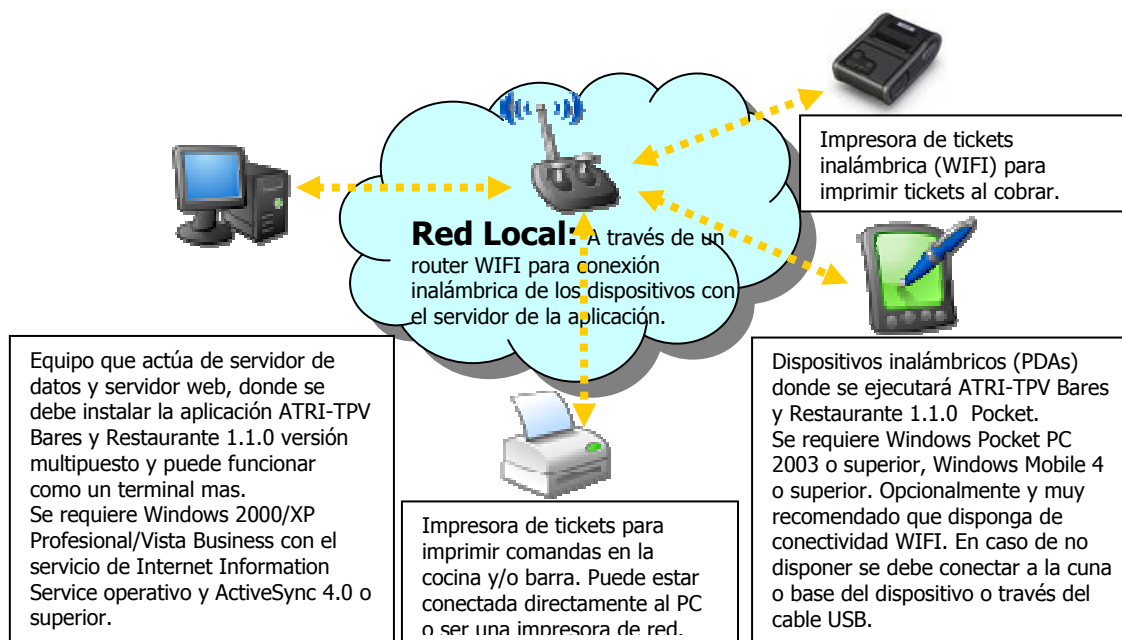 Impresora de tickets
inalámbrica (WIFI) para
imprimir tickets al cobrar.
Red Local: A través de un
router WIFI para conexión
inalámbrica de los dispositivos con
el servidor de la aplicación.
Equipo que actúa de servidor de
datos y servidor web, donde se
debe instalar la aplicación ATRI-TPV
Bares y Restaurante 1.1.0 versión
multipuesto y puede funcionar
como un terminal mas.
Se requiere Windows 2000/XP
Profesional/Vista Business con el
servicio de Internet Information
Service operativo y ActiveSync 4.0 o
superior.
Impresora de tickets para
imprimir comandas en la
cocina y/o barra. Puede estar
conectada directamente al PC
o ser una impresora de red.
Dispositivos inalámbricos (PDAs)
donde se ejecutará ATRI-TPV Bares
y Restaurante 1.1.0 Pocket.
Se requiere Windows Pocket PC
2003 o superior, Windows Mobile 4
o superior. Opcionalmente y muy
recomendado que disponga de
conectividad WIFI. En caso de no
disponer se debe conectar a la cuna
o base del dispositivo o través del
cable USB.